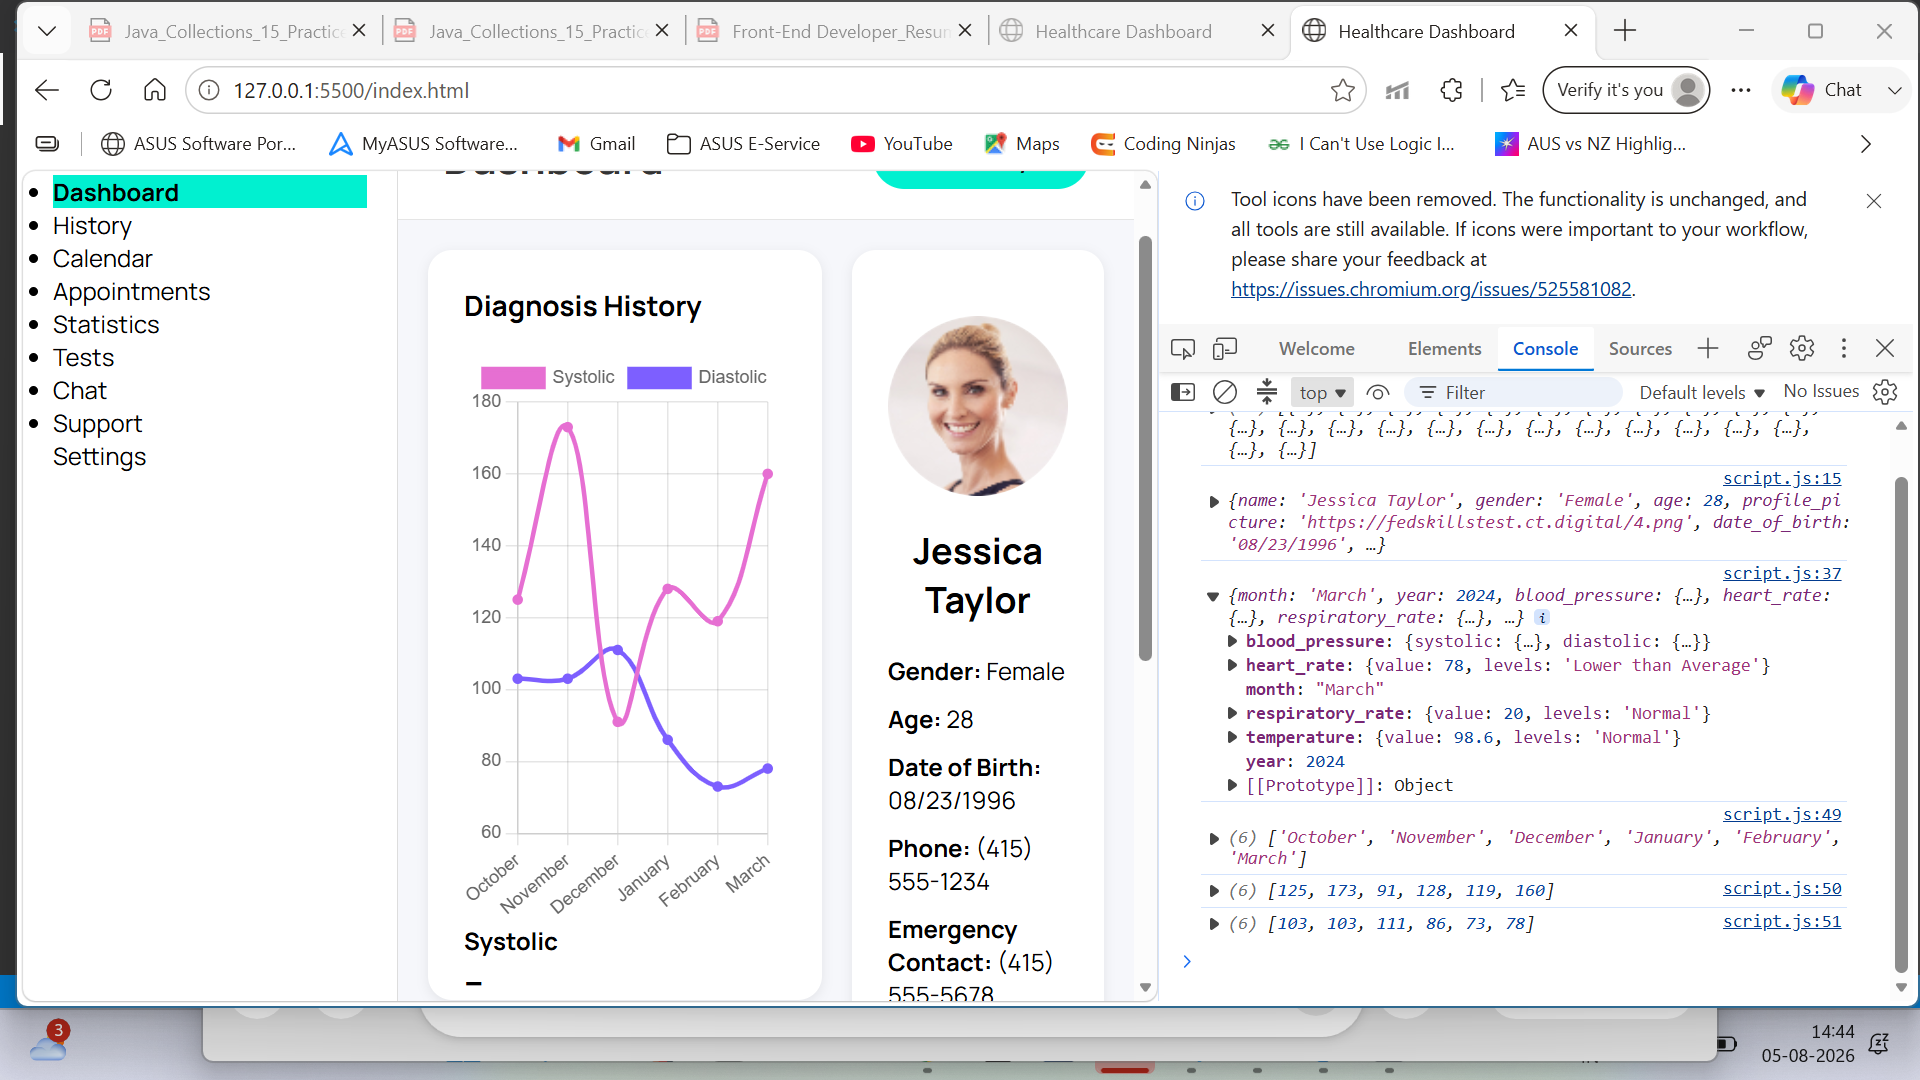 Java_Collections_15_Practice
Java_Collections_15_Practice
Front-End Developer_Resum
Healthcare Dashboard
Healthcare Dashboard
127.0.0.1:5500/index.html
Verify it's you
Chat
ASUS Software Por...
MyASUS Software...
Gmail
ASUS E-Service
YouTube
Maps
Coding Ninjas
I Can't Use Logic I...
AUS vs NZ Highlig...
Dashboard
History
Calendar
Appointments
Statistics
Tests
Chat
Support
Settings
Dashboard
Diagnosis History
Systolic
Diastolic
180
160
140
120
100
80
60
October
November
December
January
February
March
Systolic
–
Jessica
Taylor
Gender: Female
Age: 28
Date of Birth:
08/23/1996
Phone: (415)
555-1234
Emergency
Contact: (415)
555-5678
Tool icons have been removed. The functionality is unchanged, and
all tools are still available. If icons were important to your workflow,
please share your feedback at
https://issues.chromium.org/issues/525581082.
Welcome
Elements
Console
Sources
top
Filter
Default levels
No Issues
{…}, {…}, {…}, {…}, {…}, {…}, {…}, {…}, {…}, {…}, {…}, {…},
{…}, {…}]
script.js:15
{name: 'Jessica Taylor', gender: 'Female', age: 28, profile_pi
cture: 'https://fedskillstest.ct.digital/4.png', date_of_birth:
'08/23/1996', …}
script.js:37
{month: 'March', year: 2024, blood_pressure: {…}, heart_rate:
{…}, respiratory_rate: {…}, …} i
blood_pressure: {systolic: {…}, diastolic: {…}}
heart_rate: {value: 78, levels: 'Lower than Average'}
month: "March"
respiratory_rate: {value: 20, levels: 'Normal'}
temperature: {value: 98.6, levels: 'Normal'}
year: 2024
[[Prototype]]: Object
script.js:49
(6) ['October', 'November', 'December', 'January', 'February',
'March']
(6) [125, 173, 91, 128, 119, 160]
script.js:50
(6) [103, 103, 111, 86, 73, 78]
script.js:51
3
14:44
05-08-2026